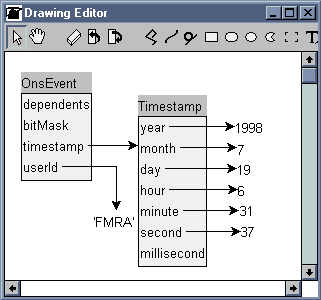 Drawing Editor
T
OnsEvent
dependents
bitMask
timestamp
userId
'FMRA'
Timestamp
year 1998
month 7
day 19
hour 6
minute 31
second 37
millisecond